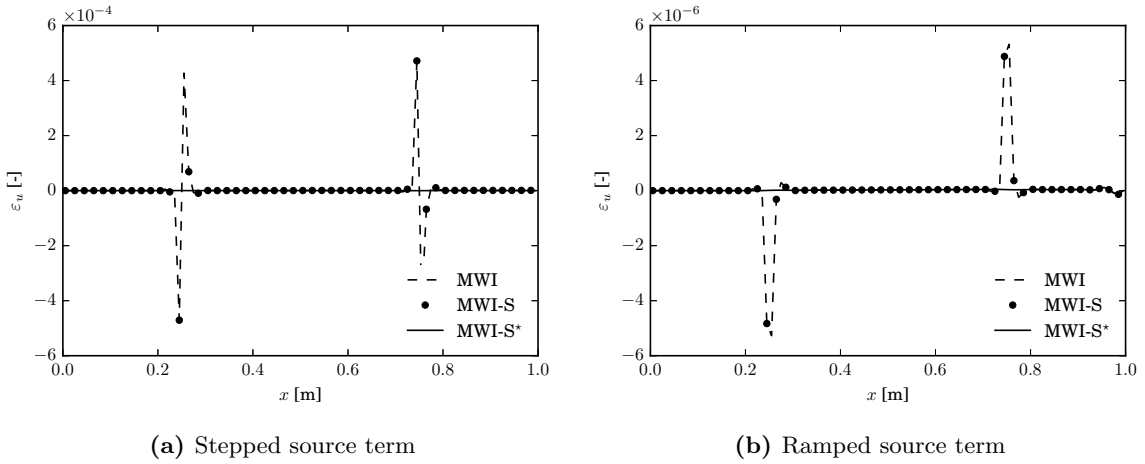 ×10⁻⁴
6
4
2
0
−2
−4
−6
εᵤ [-]
MWI
MWI-S
MWI-S⋆
0.0 0.2 0.4 0.6 0.8 1.0
x [m]
(a) Stepped source term
×10⁻⁶
6
4
2
0
−2
−4
−6
εᵤ [-]
MWI
MWI-S
MWI-S⋆
0.0 0.2 0.4 0.6 0.8 1.0
x [m]
(b) Ramped source term